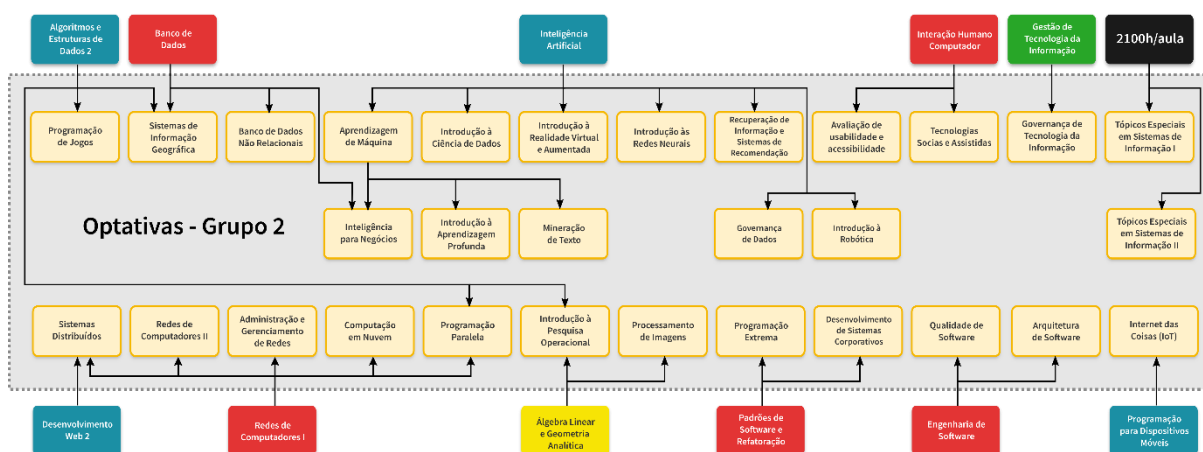 Algoritmos e
Estruturas de
Dados 2
Banco de
Dados
Inteligência
Artificial
Interação Humano
Computador
Gestão de
Tecnologia da
Informação
2100h/aula
Programação
de Jogos
Sistemas de
Informação
Geográfica
Banco de Dados
Não Relacionais
Aprendizagem
de Máquina
Introdução à
Ciência de Dados
Introdução à
Realidade Virtual
e Aumentada
Introdução às
Redes Neurais
Recuperação de
Informação e
Sistemas de
Recomendação
Avaliação de
usabilidade e
acessibilidade
Tecnologias
Socias e Assistidas
Governança de
Tecnologia da
Informação
Tópicos Especiais
em Sistemas de
Informação I
Optativas - Grupo 2
Inteligência
para Negócios
Introdução à
Aprendizagem
Profunda
Mineração
de Texto
Governança
de Dados
Introdução à
Robótica
Tópicos Especiais
em Sistemas de
Informação II
Sistemas
Distribuídos
Redes de
Computadores II
Administração e
Gerenciamento
de Redes
Computação
em Nuvem
Programação
Paralela
Introdução à
Pesquisa
Operacional
Processamento
de Imagens
Programação
Extrema
Desenvolvimento
de Sistemas
Corporativos
Qualidade de
Software
Arquitetura
de Software
Internet das
Coisas (IoT)
Desenvolvimento
Web 2
Redes de
Computadores I
Álgebra Linear
e Geometria
Analítica
Padrões de
Software e
Refatoração
Engenharia de
Software
Programação
para Dispositivos
Móveis